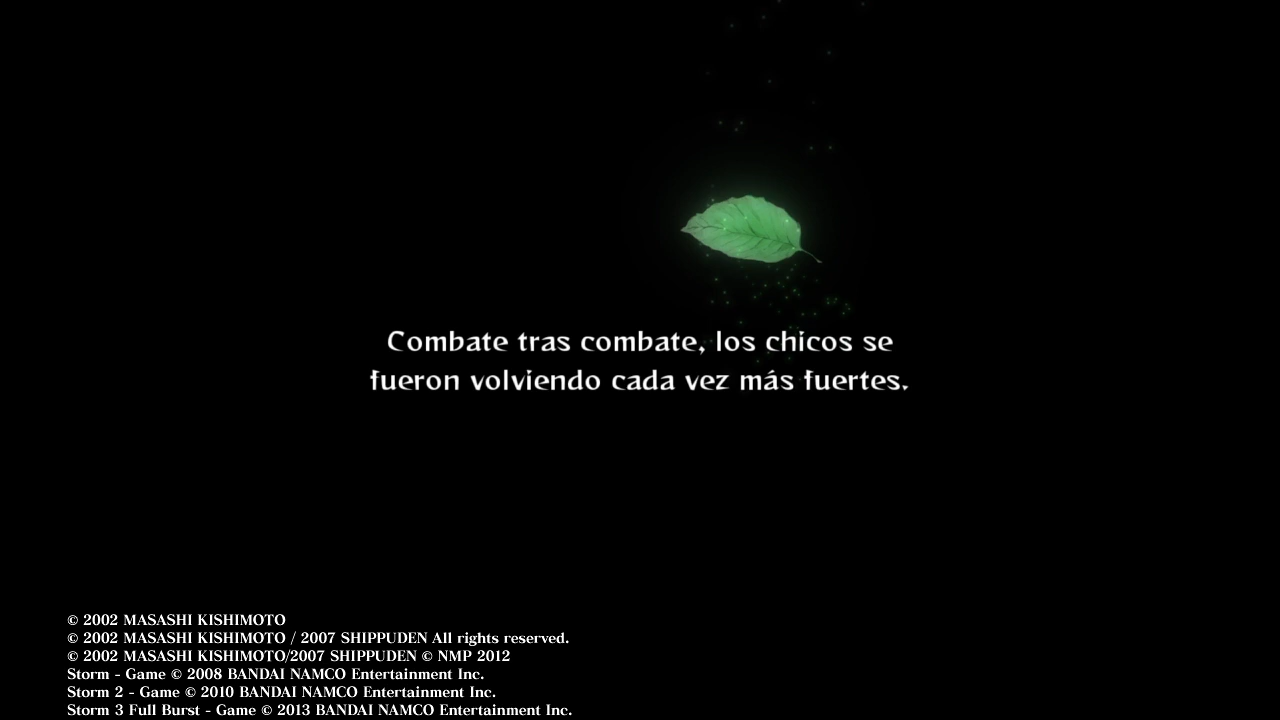 Combate tras combate, los chicos se
fueron volviendo cada vez más fuertes.
© 2002 MASASHI KISHIMOTO
© 2002 MASASHI KISHIMOTO / 2007 SHIPPUDEN All rights reserved.
© 2002 MASASHI KISHIMOTO/2007 SHIPPUDEN © NMP 2012
Storm - Game © 2008 BANDAI NAMCO Entertainment Inc.
Storm 2 - Game © 2010 BANDAI NAMCO Entertainment Inc.
Storm 3 Full Burst - Game © 2013 BANDAI NAMCO Entertainment Inc.